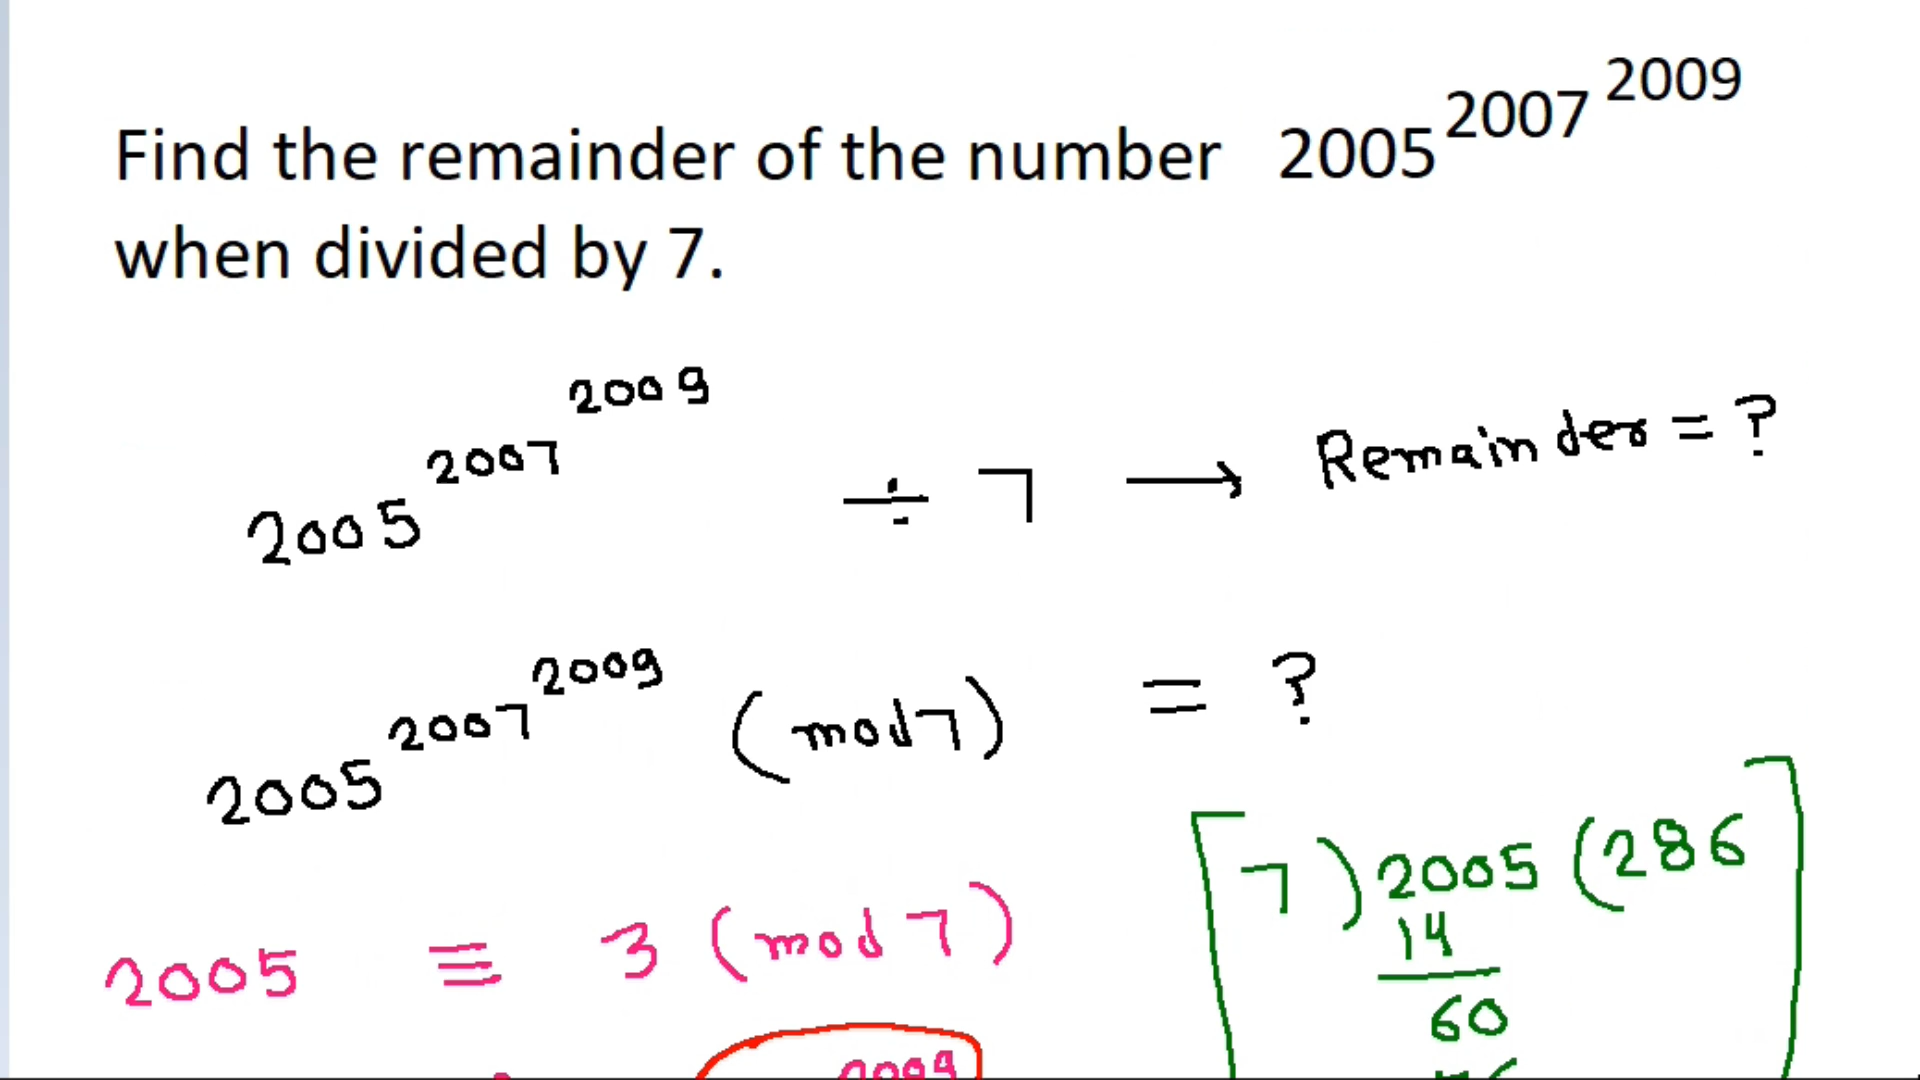 Find the remainder of the number 2005^2007^2009
when divided by 7.
2005^2007^2009 ÷ 7 → Remainder = ?
2005^2007^2009 (mod 7) = ?
2005 ≡ 3 (mod 7)
7 ) 2005 ( 286
14
60
2009